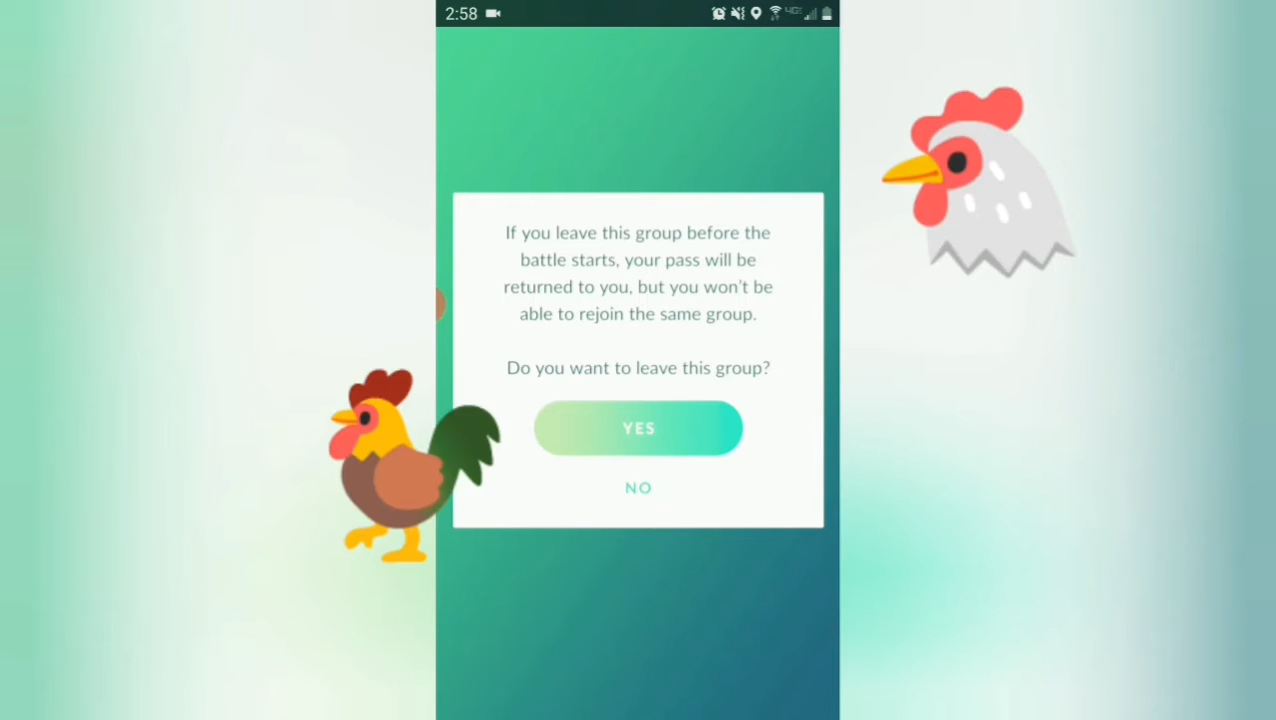 2:58
4G
If you leave this group before the
battle starts, your pass will be
returned to you, but you won't be
able to rejoin the same group.
Do you want to leave this group?
YES
NO